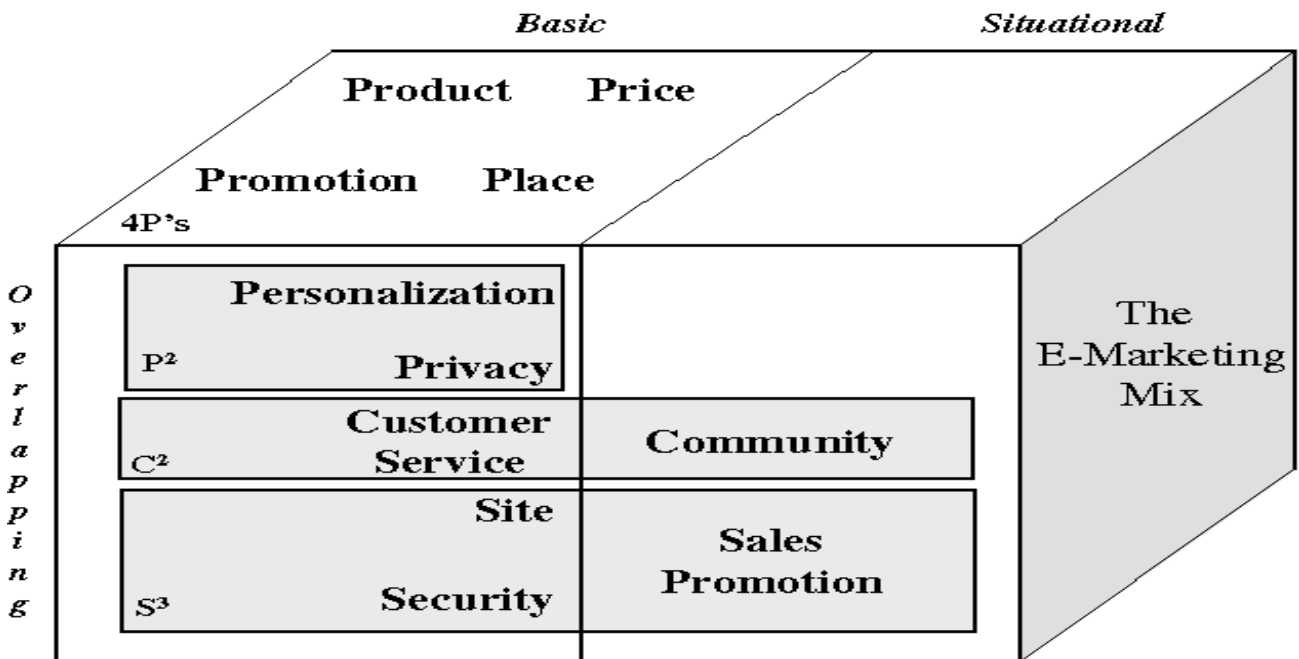 Basic Situational
Product Price
Promotion Place
4P's
Overlapping
Personalization
P² Privacy
Customer
Service
C²
Community
Site
Security
S³
Sales
Promotion
The
E-Marketing
Mix